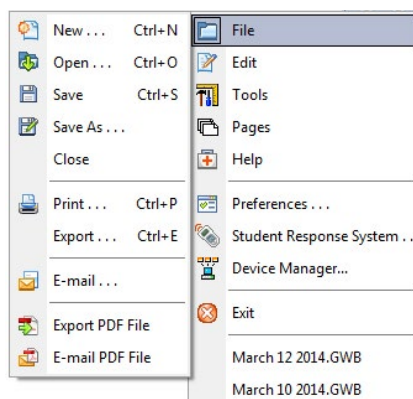 New . . . Ctrl+N
Open . . . Ctrl+O
Save Ctrl+S
Save As . . .
Close
Print . . . Ctrl+P
Export . . . Ctrl+E
E-mail . . .
Export PDF File
E-mail PDF File
File
Edit
Tools
Pages
Help
Preferences . . .
Student Response System . .
Device Manager...
Exit
March 12 2014.GWB
March 10 2014.GWB